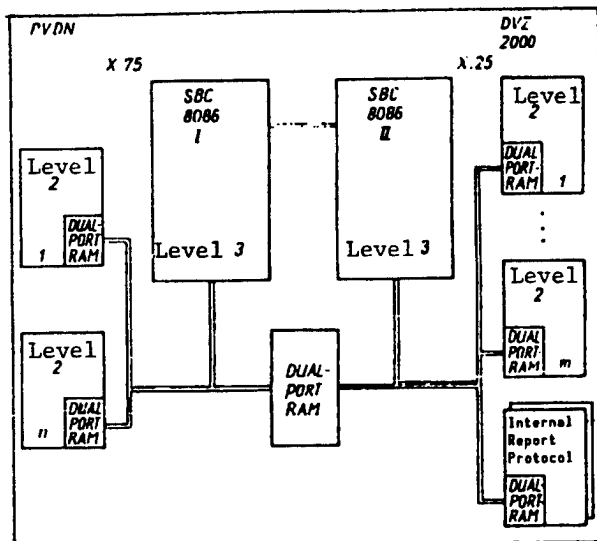 DVZ
2000
X 75
X.25
SBC
8086
I
Level 3
SBC
8086
II
Level 3
Level
2
1
DUAL-
PORT
RAM
Level
2
n
DUAL
PORT
RAM
DUAL-
PORT
RAM
Level
2
DUAL
PORT-
RAM
1
Level
2
DUAL
PORT-
RAM
m
Internal
Report
Protocol
DUAL-
PORT-
RAM